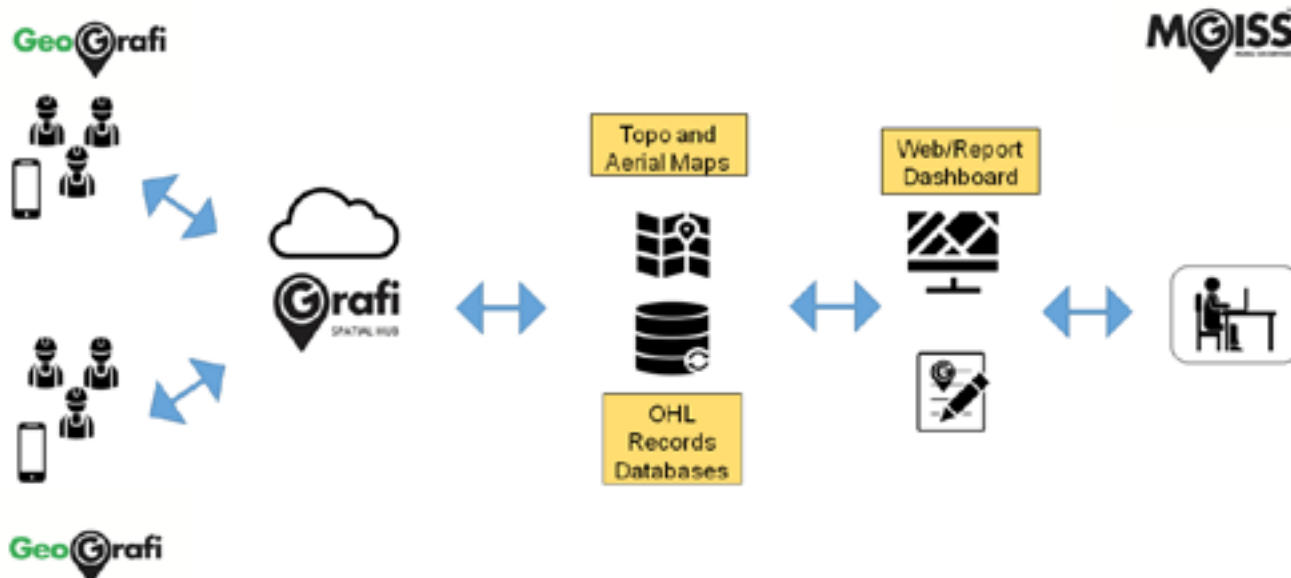 GeoGrafi
MGISS
Topo and
Aerial Maps
Web/Report
Dashboard
Grafi
SPATIAL HUB
OHL
Records
Databases
GeoGrafi